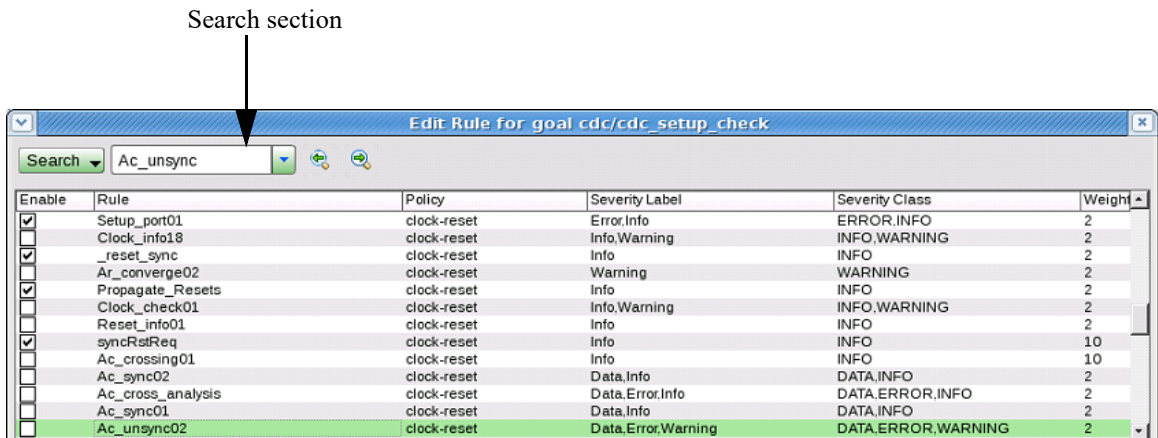 Search section
Edit Rule for goal cdc/cdc_setup_check
Search Ac_unsync
Enable Rule Policy Severity Label Severity Class Weight
Setup_port01 clock-reset Error,Info ERROR,INFO 2
Clock_info18 clock-reset Info,Warning INFO,WARNING 2
_reset_sync clock-reset Info INFO 2
Ar_converge02 clock-reset Warning WARNING 2
Propagate_Resets clock-reset Info INFO 2
Clock_check01 clock-reset Info,Warning INFO,WARNING 2
Reset_info01 clock-reset Info INFO 2
syncRstReq clock-reset Info INFO 10
Ac_crossing01 clock-reset Info INFO 10
Ac_sync02 clock-reset Data,Info DATA,INFO 2
Ac_cross_analysis clock-reset Data,Error,Info DATA,ERROR,INFO 2
Ac_sync01 clock-reset Data,Info DATA,INFO 2
Ac_unsync02 clock-reset Data,Error,Warning DATA,ERROR,WARNING 2